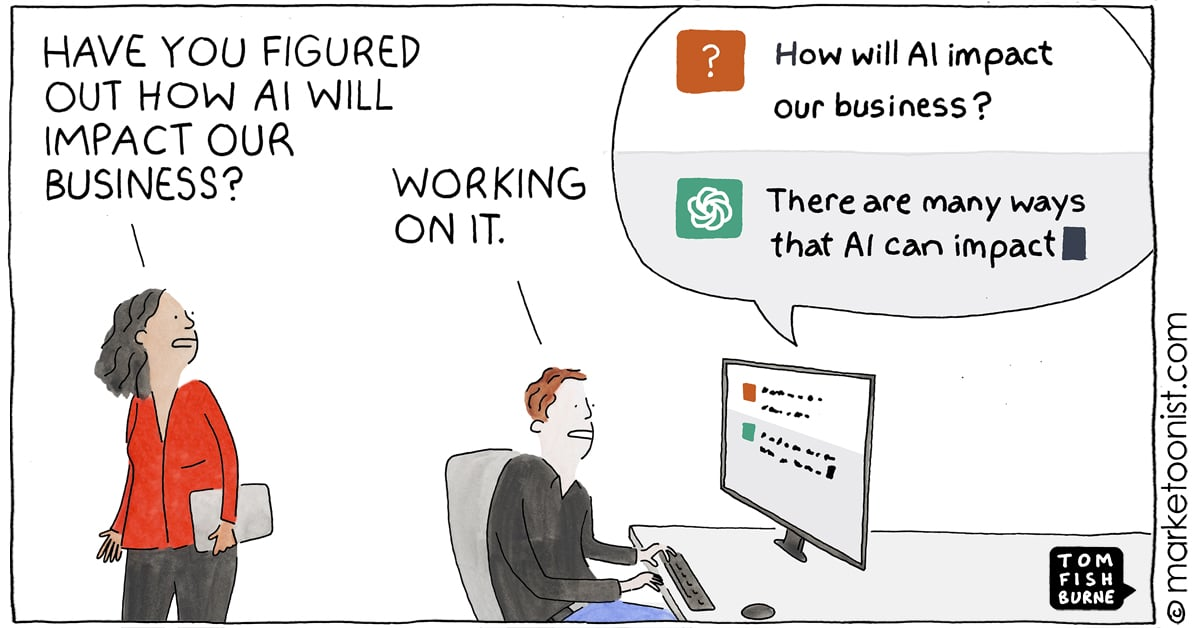 HAVE YOU FIGURED
OUT HOW AI WILL
IMPACT OUR
BUSINESS?
WORKING
ON IT.
?
How will AI impact
our business?
There are many ways
that AI can impact
TOM
FISH
BURNE
© marketoonist.com